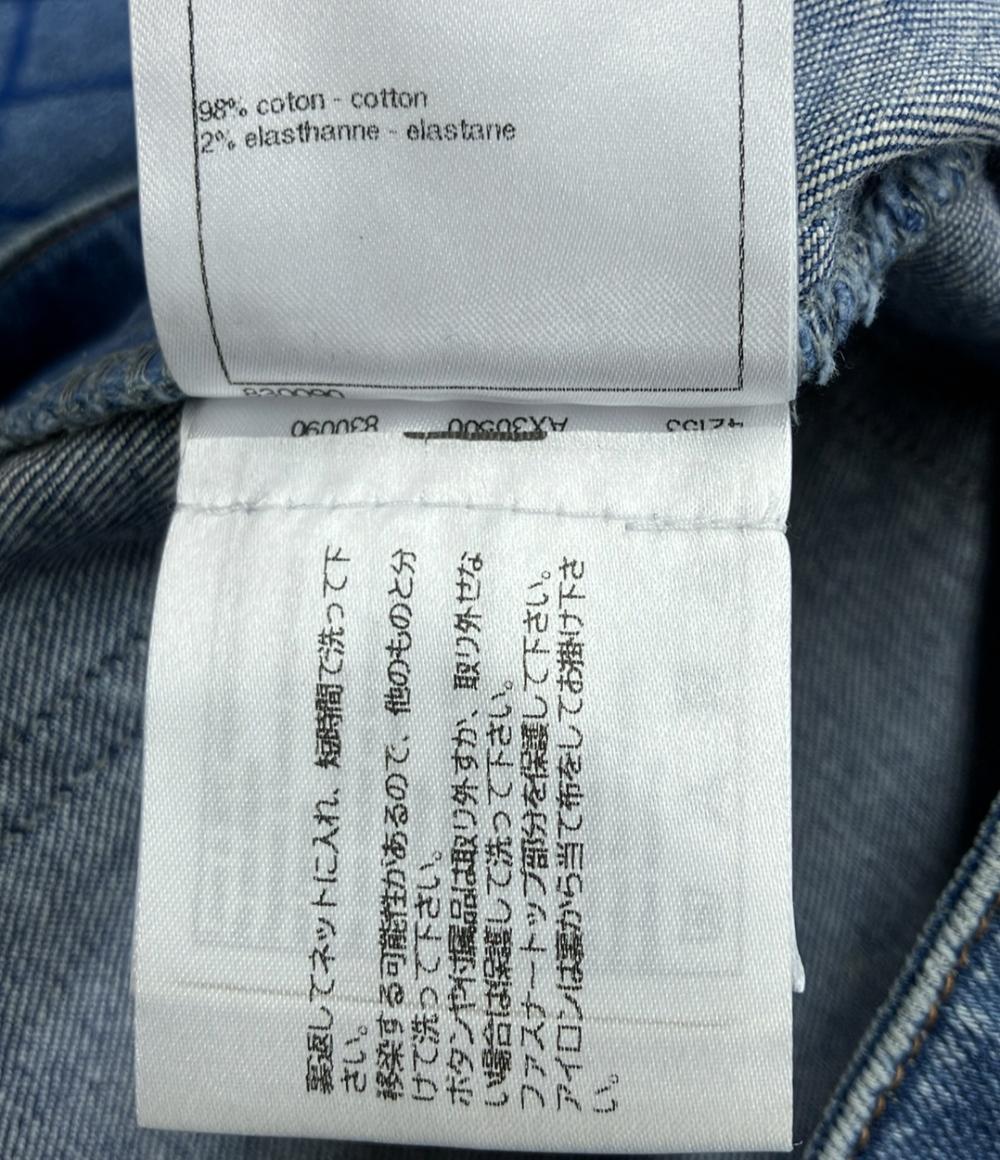 98% coton - cotton
2% elasthanne - elastane
830090
830090 AX30500 42153
裏返してネットに入れ、短時間で洗って下
さい。
移染する可能性があるので、他のものと分
けて洗って下さい。
ボタンや付属品は取り外すか、取り外せな
い場合は保護して洗って下さい。
ファスナートップ部分を保護して下さい。
アイロンは裏から当て布をしてお掛け下さ
い。